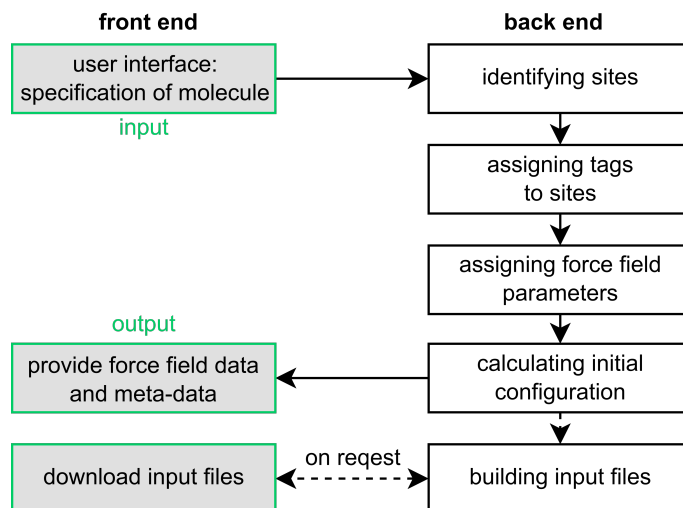 front end
back end
user interface:
specification of molecule
input
identifying sites
assigning tags
to sites
assigning force field
parameters
output
provide force field data
and meta-data
calculating initial
configuration
download input files
on reqest
building input files